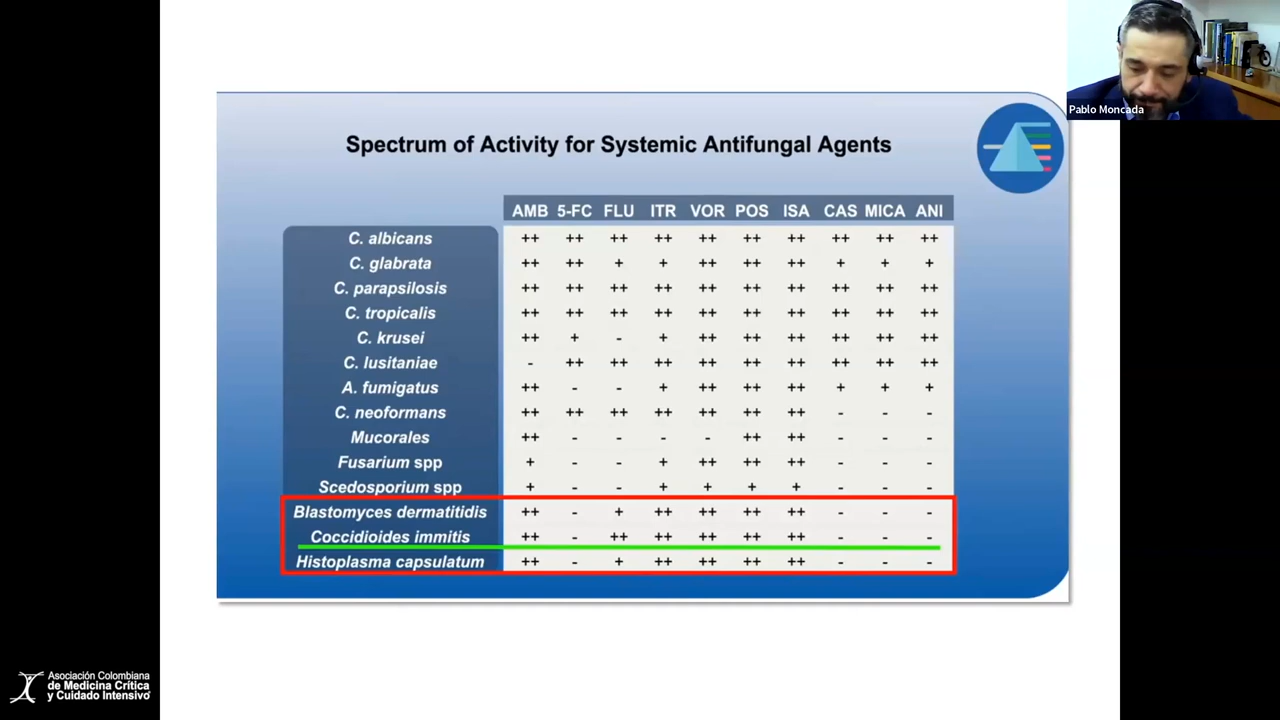 Pablo Moncada
Spectrum of Activity for Systemic Antifungal Agents
AMB 5-FC FLU ITR VOR POS ISA CAS MICA ANI
C. albicans ++ ++ ++ ++ ++ ++ ++ ++ ++ ++
C. glabrata ++ ++ + + ++ ++ ++ + + +
C. parapsilosis ++ ++ ++ ++ ++ ++ ++ ++ ++ ++
C. tropicalis ++ ++ ++ ++ ++ ++ ++ ++ ++ ++
C. krusei ++ + - + ++ ++ ++ ++ ++ ++
C. lusitaniae - ++ ++ ++ ++ ++ ++ ++ ++ ++
A. fumigatus ++ - - + ++ ++ ++ + + +
C. neoformans ++ ++ ++ ++ ++ ++ ++ - - -
Mucorales ++ - - - - ++ ++ - - -
Fusarium spp + - - + ++ ++ ++ - - -
Scedosporium spp + - - + + + + - - -
Blastomyces dermatitidis ++ - + ++ ++ ++ ++ - - -
Coccidioides immitis ++ - ++ ++ ++ ++ ++ - - -
Histoplasma capsulatum ++ - + ++ ++ ++ ++ - - -
Asociación Colombiana
de Medicina Crítica
y Cuidado Intensivo